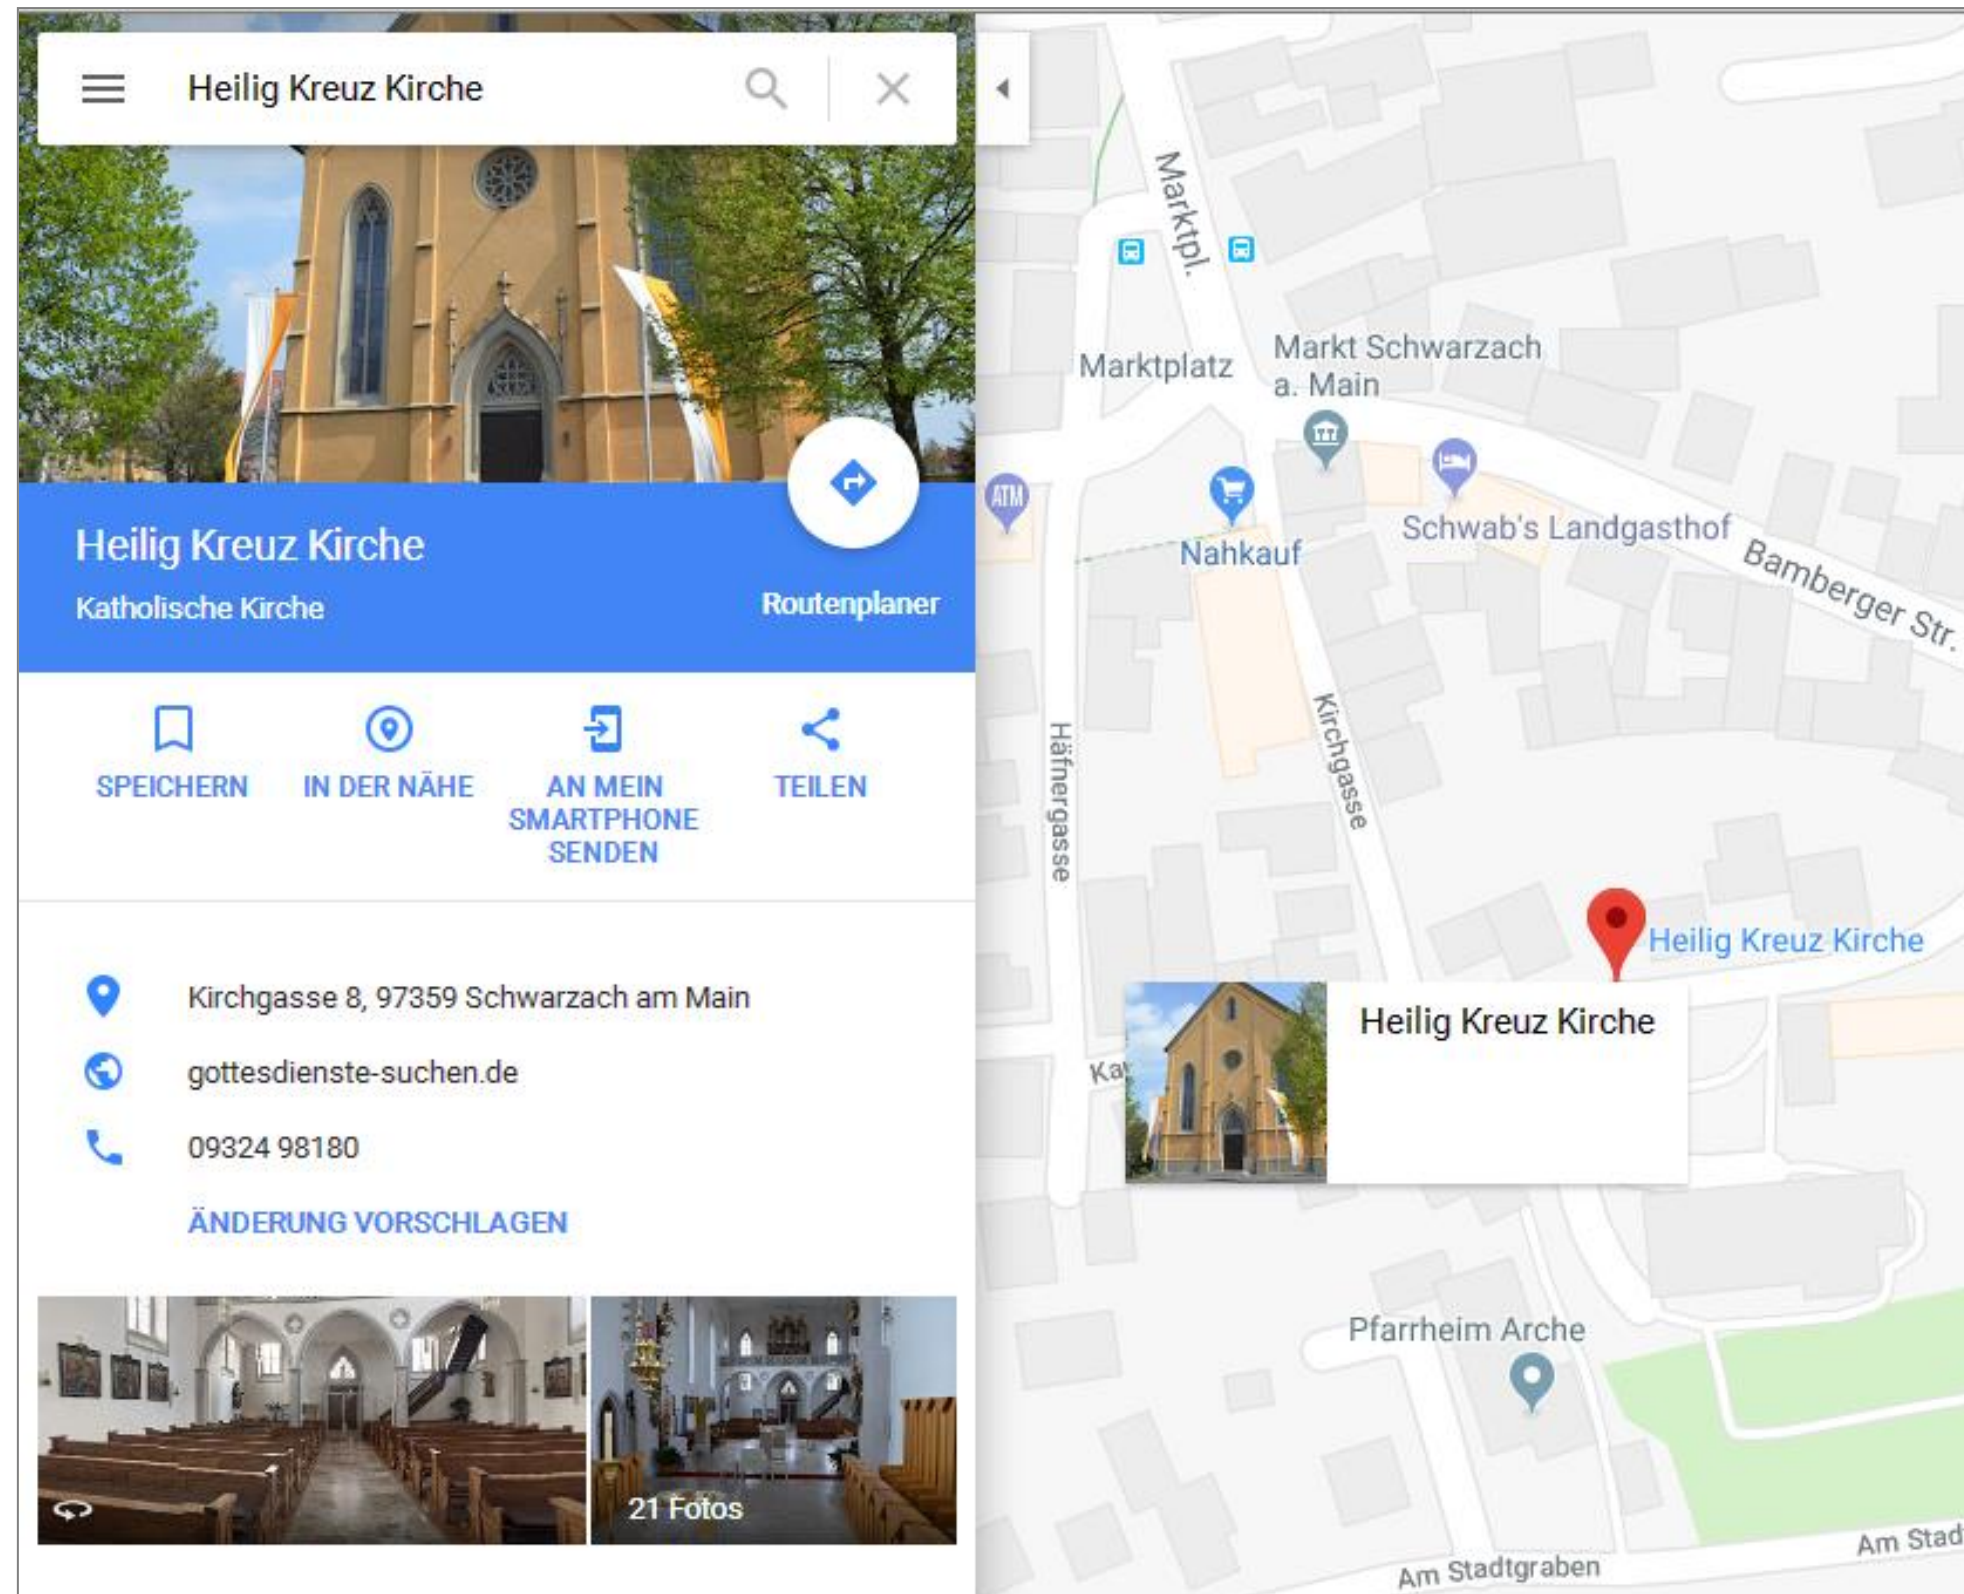 Heilig Kreuz Kirche
Heilig Kreuz Kirche
Katholische Kirche
Routenplaner
SPEICHERN
IN DER NÄHE
AN MEIN
SMARTPHONE
SENDEN
TEILEN
Kirchgasse 8, 97359 Schwarzach am Main
gottesdienste-suchen.de
09324 98180
ÄNDERUNG VORSCHLAGEN
21 Fotos
Marktpl.
Marktplatz
Markt Schwarzach
a. Main
ATM
Nahkauf
Schwab's Landgasthof
Bamberger Str.
Häfnergasse
Kirchgasse
Heilig Kreuz Kirche
Heilig Kreuz Kirche
Pfarrheim Arche
Am Stadtgraben
Am Stad